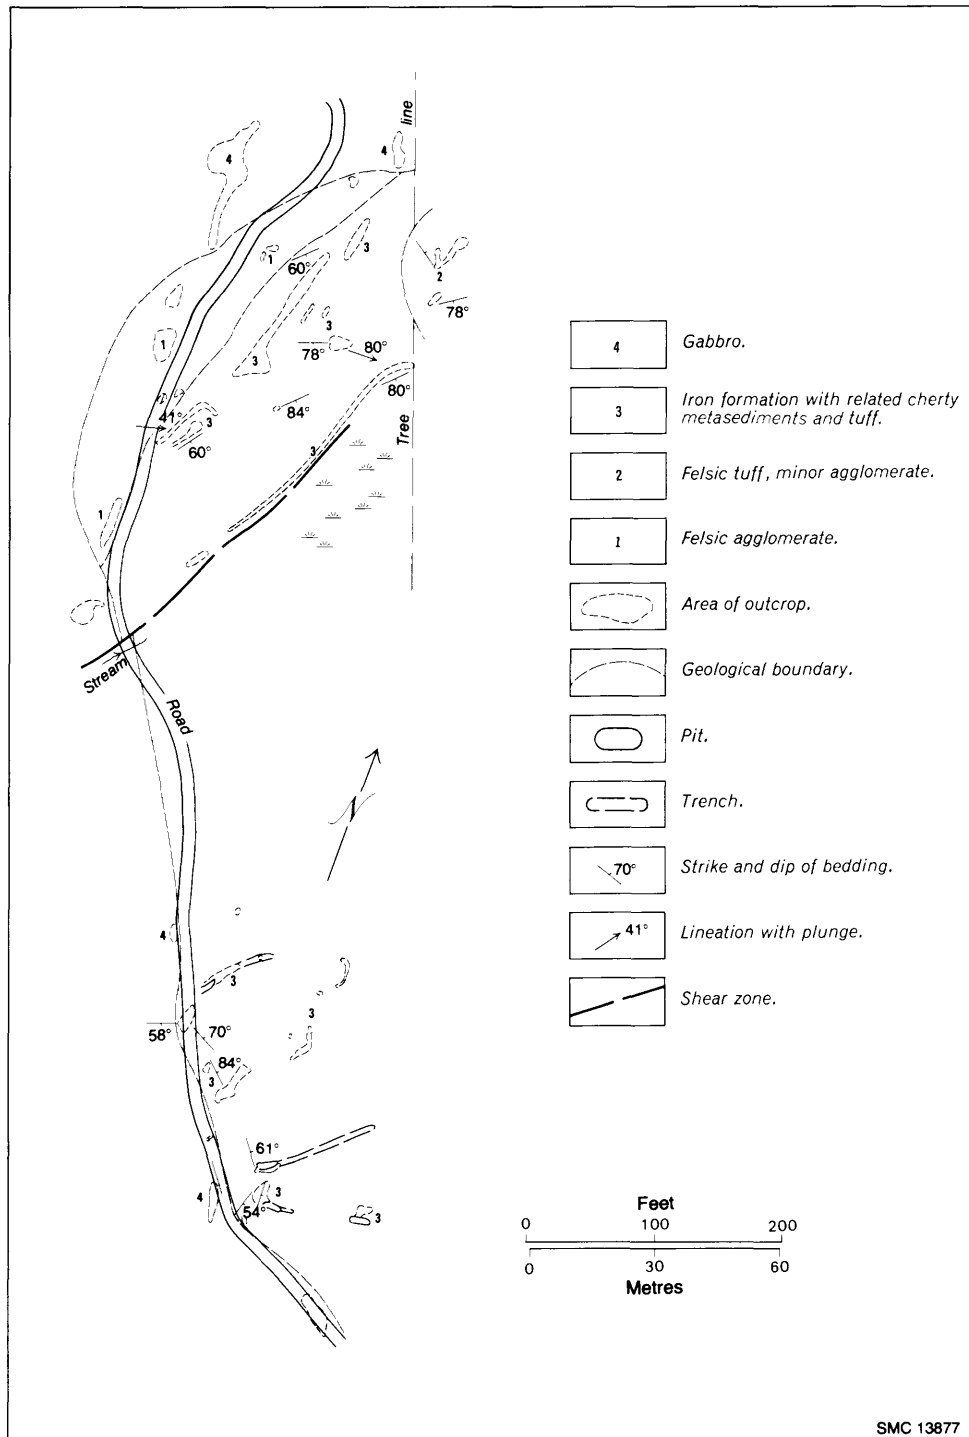 line
4
4
3
1
60°
2
78°
3
1
78°
80°
3
80°
41°
3
84°
60°
Tree
3
1
Stream
Road
N
4
3
3
58°
70°
84°
3
61°
4
3
54°
3
4
Gabbro.
3
Iron formation with related cherty
metasediments and tuff.
2
Felsic tuff, minor agglomerate.
1
Felsic agglomerate.
Area of outcrop.
Geological boundary.
Pit.
Trench.
70°
Strike and dip of bedding.
41°
Lineation with plunge.
Shear zone.
Feet
0 100 200
0 30 60
Metres
SMC 13877